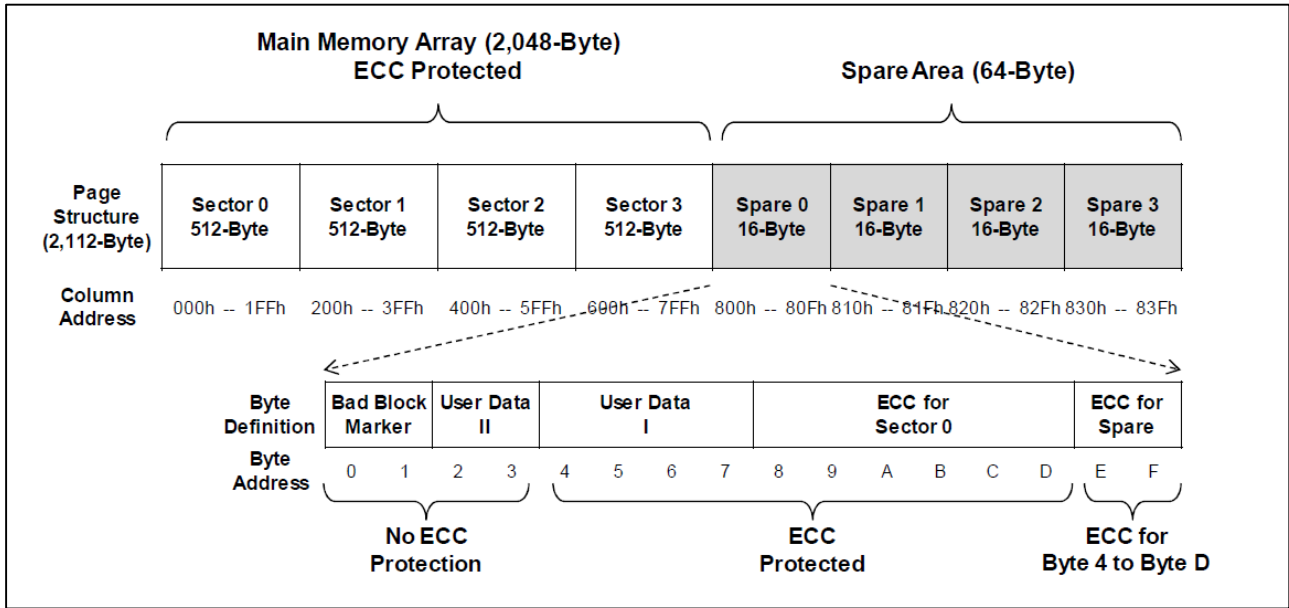 Main Memory Array (2,048-Byte)
ECC Protected
Spare Area (64-Byte)
Page
Structure
(2,112-Byte)
Sector 0
512-Byte
Sector 1
512-Byte
Sector 2
512-Byte
Sector 3
512-Byte
Spare 0
16-Byte
Spare 1
16-Byte
Spare 2
16-Byte
Spare 3
16-Byte
Column
Address
000h -- 1FFh
200h -- 3FFh
400h -- 5FFh
600h -- 7FFh
800h -- 80Fh
810h -- 81Fh
820h -- 82Fh
830h -- 83Fh
Byte
Definition
Bad Block
Marker
User Data
II
User Data
I
ECC for
Sector 0
ECC for
Spare
Byte
Address
0 1 2 3 4 5 6 7 8 9 A B C D E F
No ECC
Protection
ECC
Protected
ECC for
Byte 4 to Byte D